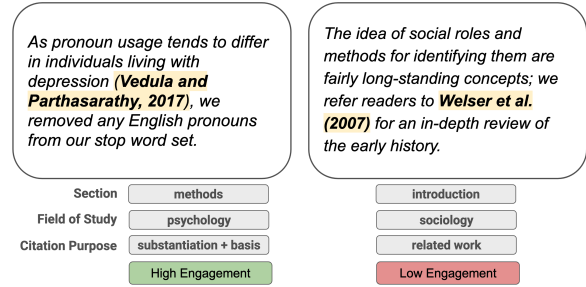 As pronoun usage tends to differ
in individuals living with
depression (Vedula and
Parthasarathy, 2017), we
removed any English pronouns
from our stop word set.
The idea of social roles and
methods for identifying them are
fairly long-standing concepts; we
refer readers to Welser et al.
(2007) for an in-depth review of
the early history.
Section methods introduction
Field of Study psychology sociology
Citation Purpose substantiation + basis related work
High Engagement Low Engagement